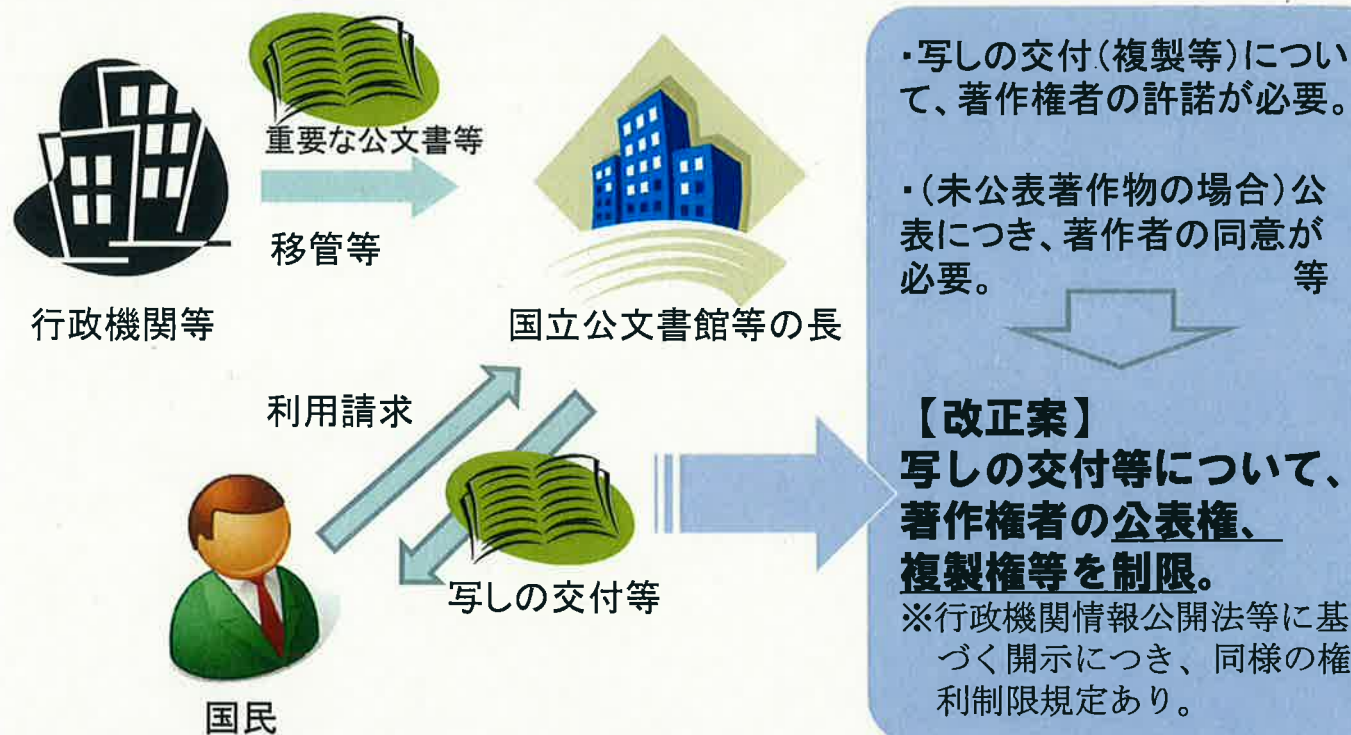 重要な公文書等
移管等
行政機関等
国立公文書館等の長
利用請求
写しの交付等
国民
・写しの交付(複製等)につい
て、著作権者の許諾が必要。
・(未公表著作物の場合)公
表につき、著作者の同意が
必要。 等
【改正案】
写しの交付等について、
著作権者の公表権、
複製権等を制限。
※行政機関情報公開法等に基
づく開示につき、同様の権
利制限規定あり。